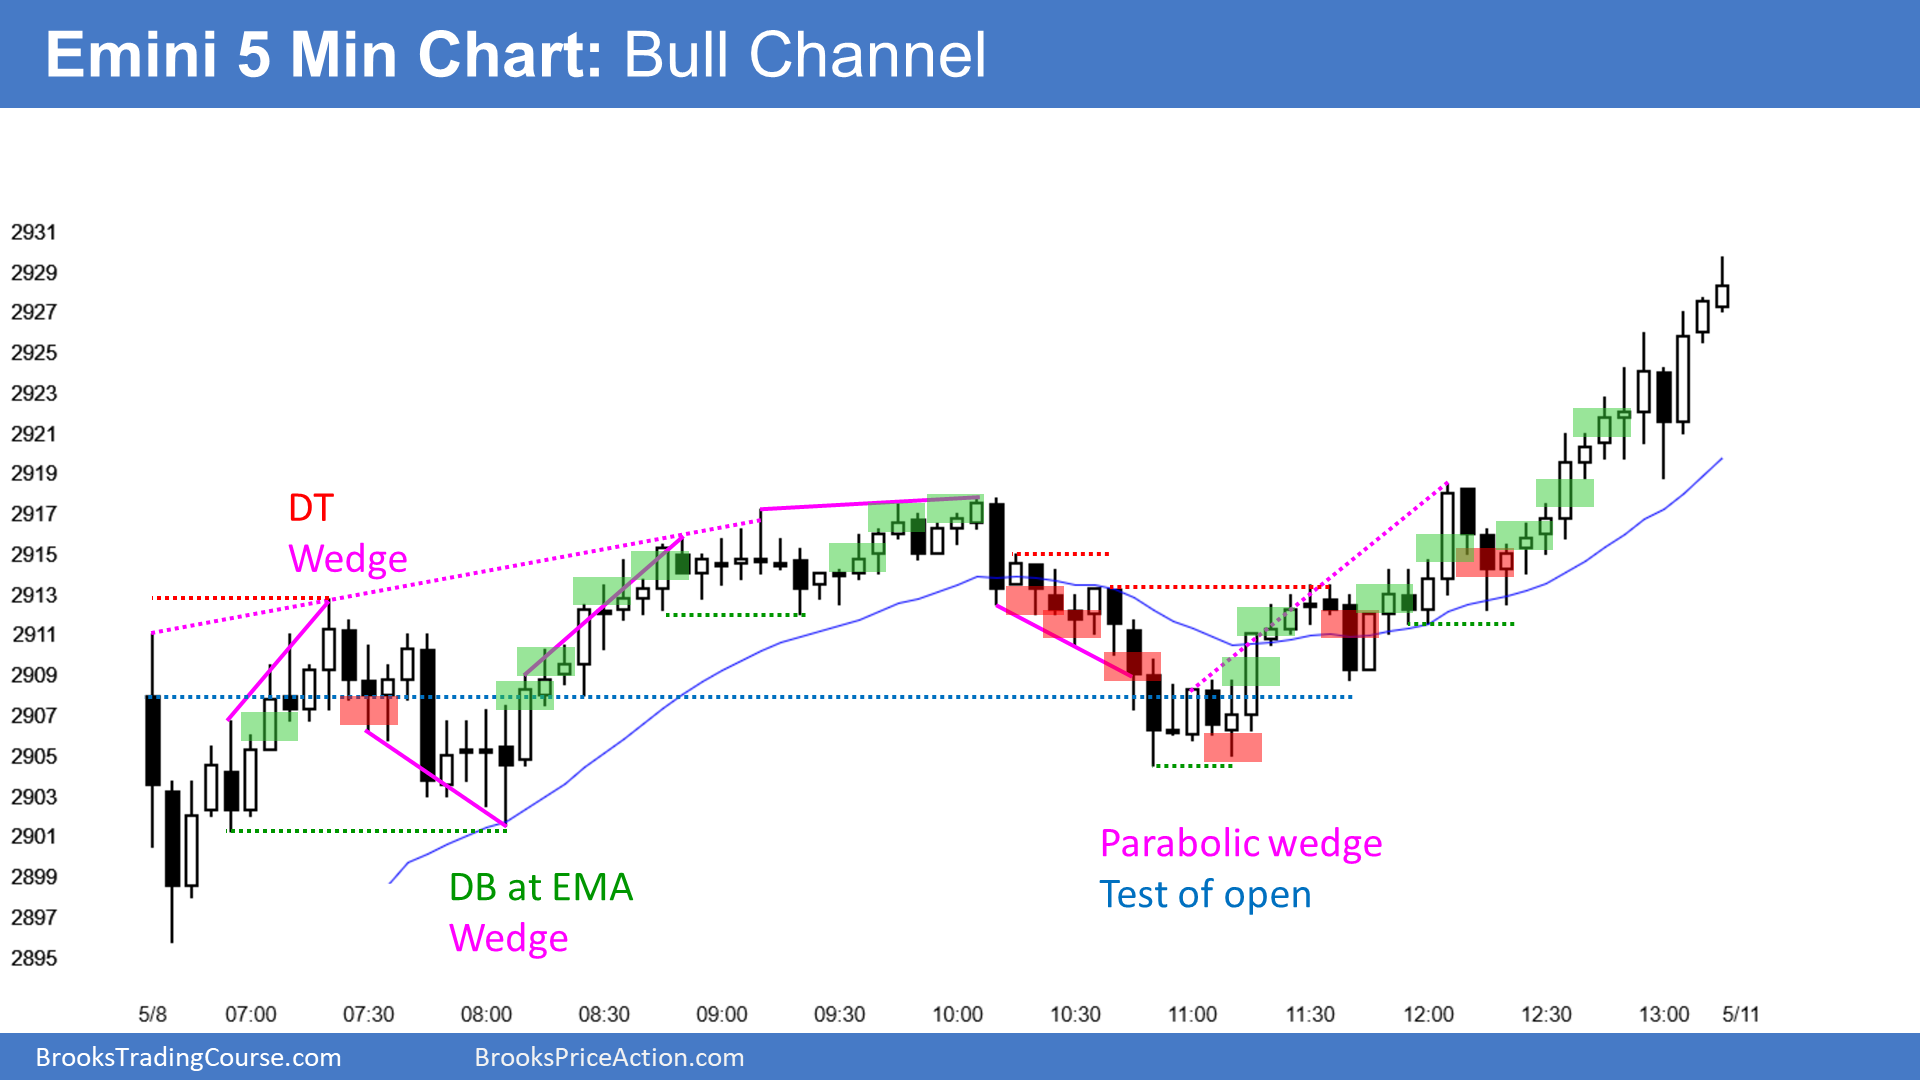 Emini 5 Min Chart: Bull Channel
2931
2929
2927
2925
2923
2921
2919
2917
2915
2913
2911
2909
2907
2905
2903
2901
2899
2897
2895
DT
Wedge
DB at EMA
Wedge
Parabolic wedge
Test of open
5/8 07:00 07:30 08:00 08:30 09:00 09:30 10:00 10:30 11:00 11:30 12:00 12:30 13:00 5/11
BrooksTradingCourse.com BrooksPriceAction.com